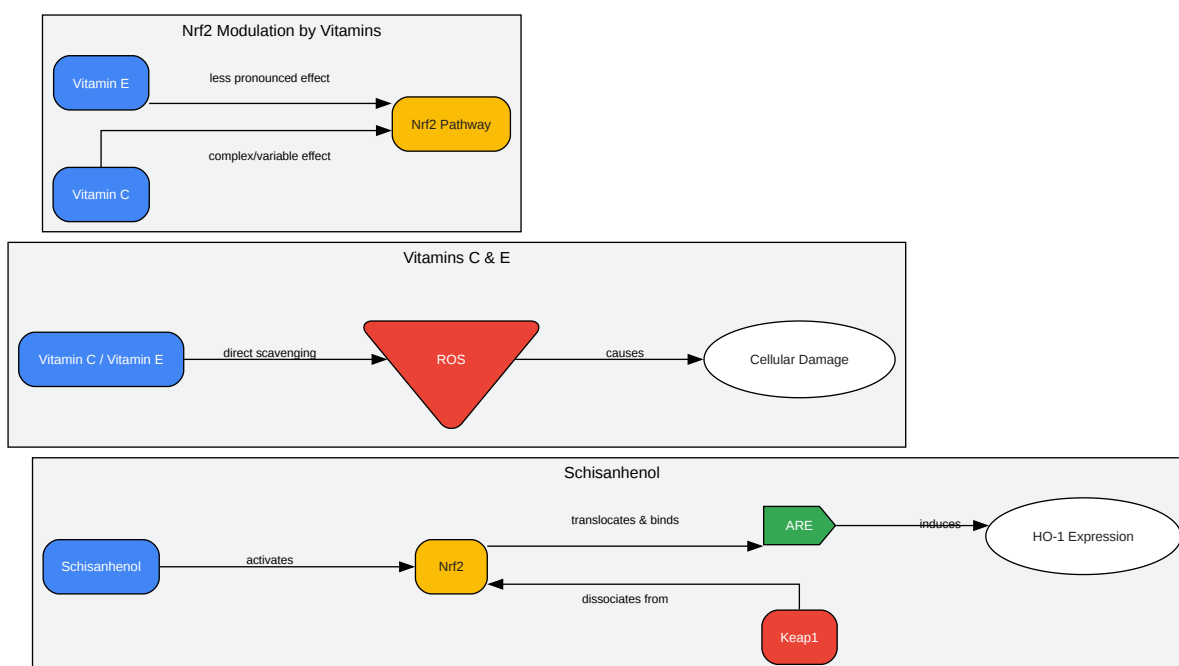 Nrf2 Modulation by Vitamins
Vitamin E
less pronounced effect
Nrf2 Pathway
complex/variable effect
Vitamin C
Vitamins C & E
Vitamin C / Vitamin E
direct scavenging
ROS
causes
Cellular Damage
Schisanhenol
translocates & binds
ARE
induces
HO-1 Expression
Schisanhenol
activates
Nrf2
dissociates from
Keap1